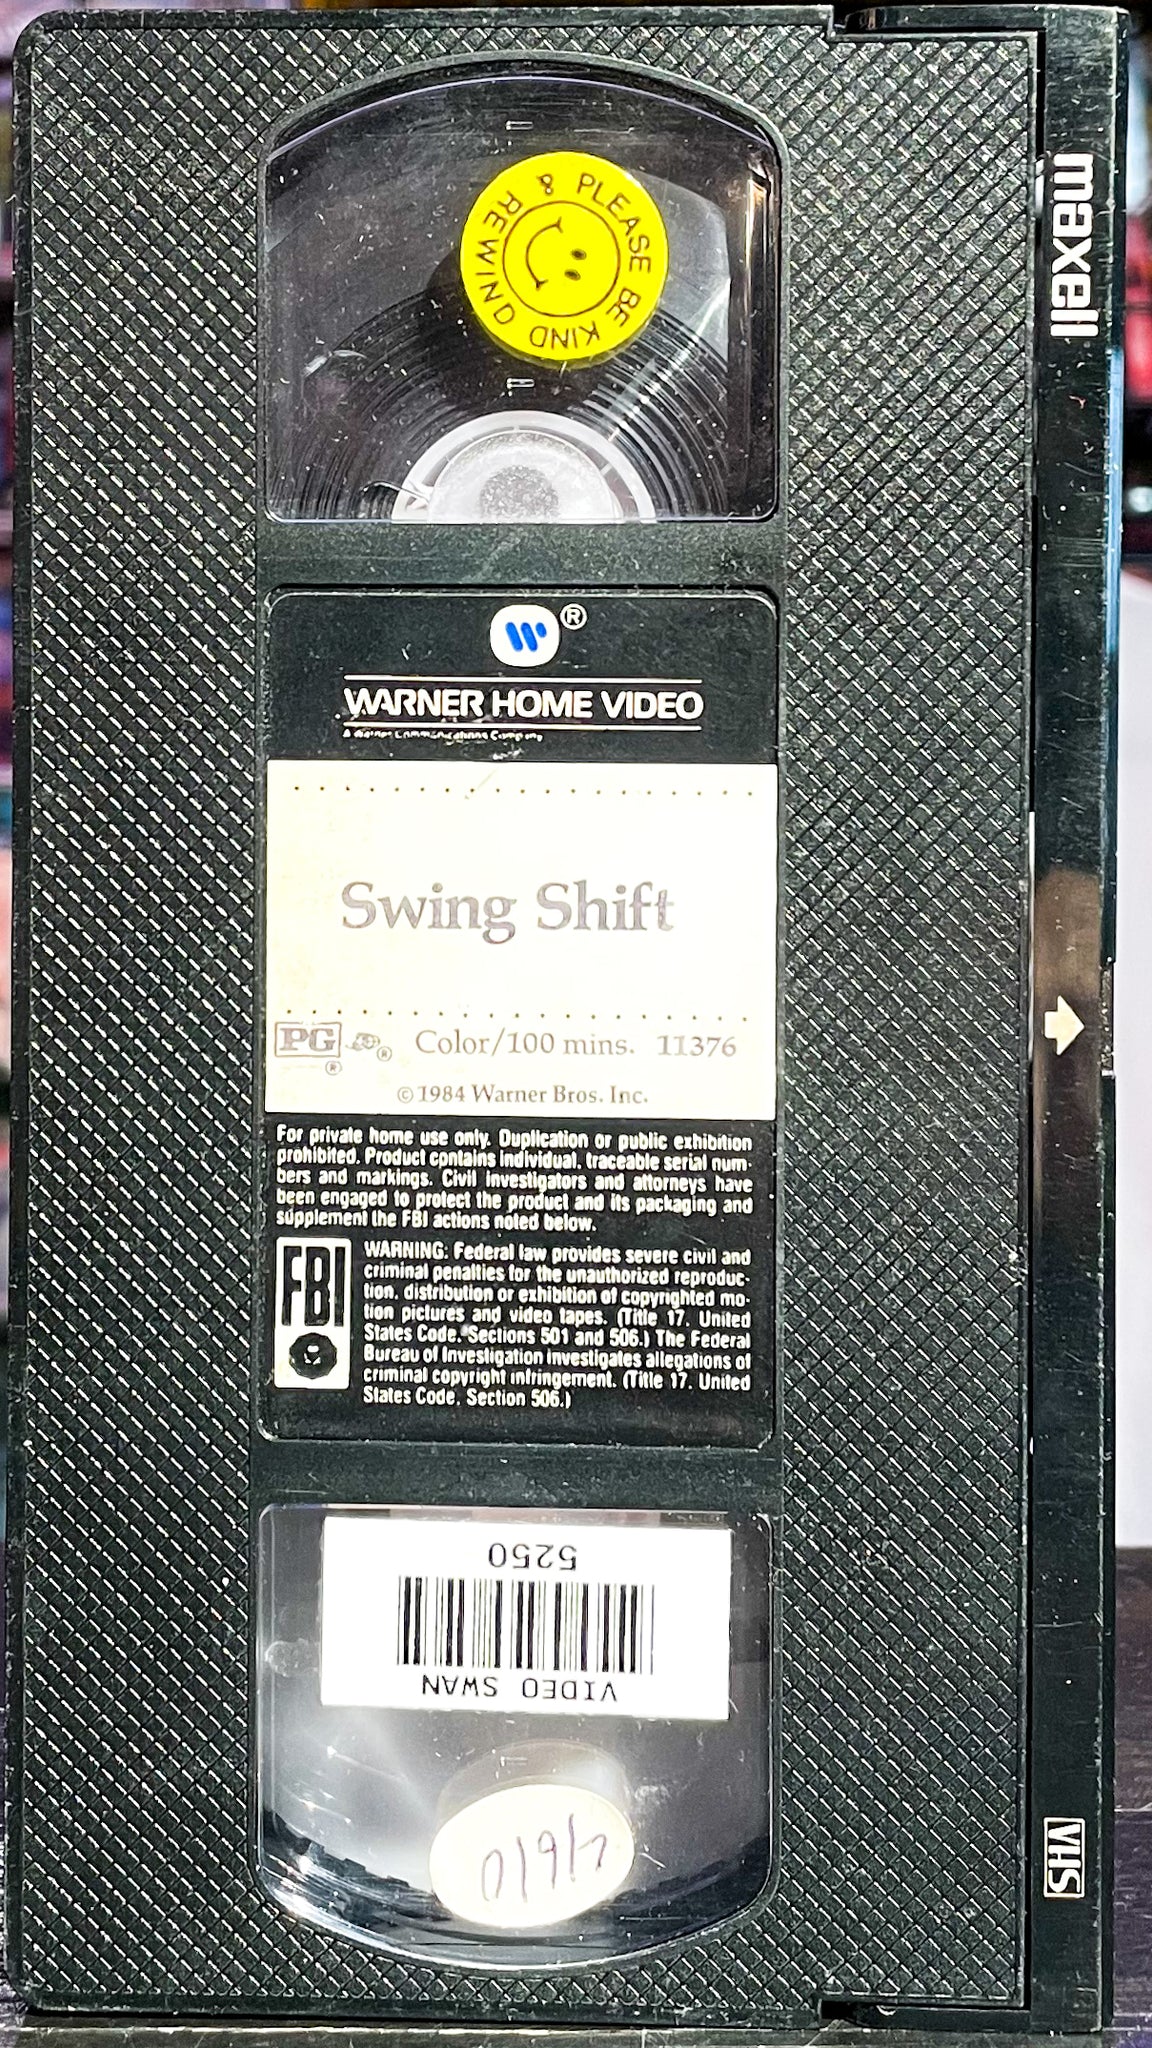 PLEASE BE KIND & REWIND
maxell
®
WARNER HOME VIDEO
A Warner Communications Company
Swing Shift
PG ® ® Color/100 mins. 11376
© 1984 Warner Bros. Inc.
For private home use only. Duplication or public exhibition
prohibited. Product contains individual, traceable serial num-
bers and markings. Civil investigators and attorneys have
been engaged to protect the product and its packaging and
supplement the FBI actions noted below.
FBI
WARNING: Federal law provides severe civil and
criminal penalties for the unauthorized reproduc-
tion, distribution or exhibition of copyrighted mo-
tion pictures and video tapes. (Title 17, United
States Code, Sections 501 and 506.) The Federal
Bureau of Investigation investigates allegations of
criminal copyright infringement. (Title 17, United
States Code, Section 506.)
VIDEO SWAN
5250
VHS